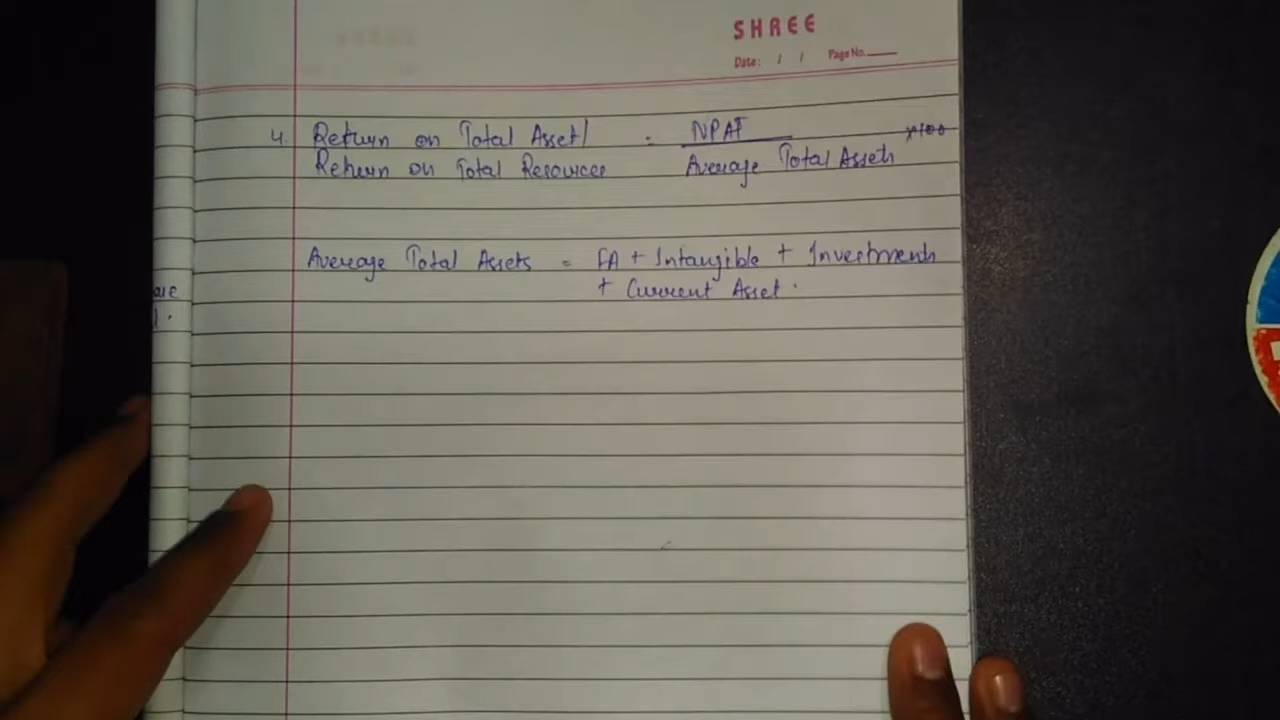 SHREE
Date: / / Page No.
4. Return on Total Asset/ = NPAT ×100
Return on Total Resources Average Total Assets
Average Total Assets = FA + Intangible + Investments
+ Current Asset.